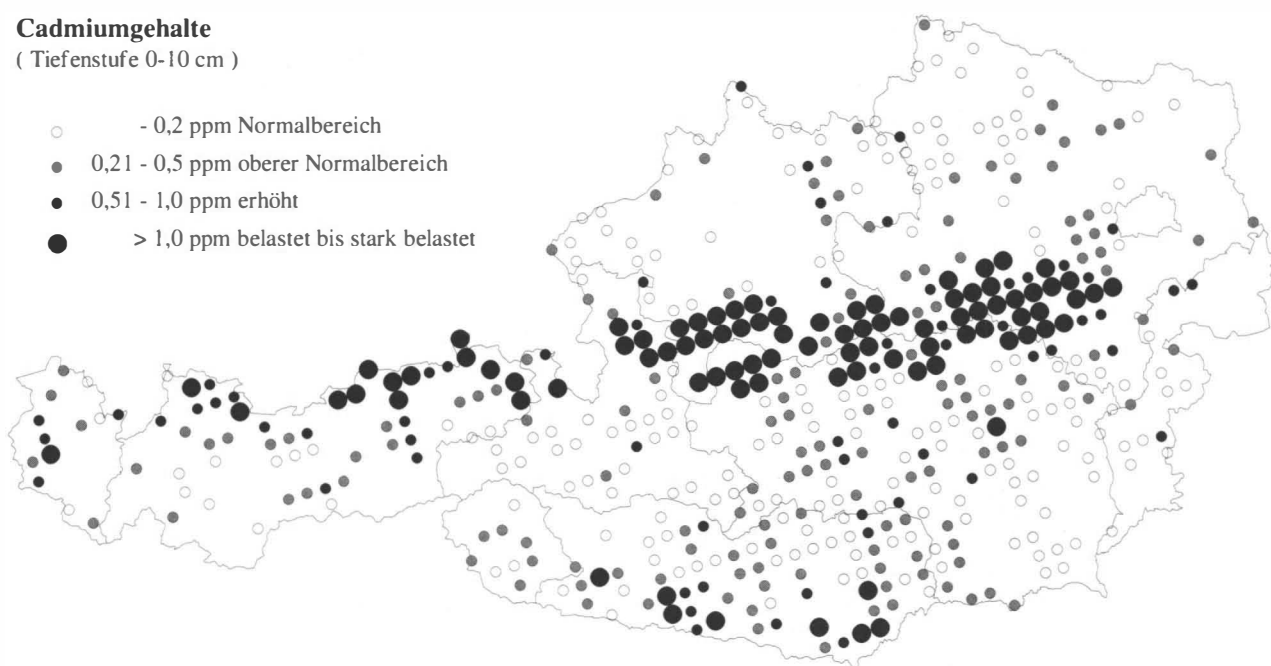 Cadmiumgehalte
( Tiefenstufe 0-10 cm )
- 0,2 ppm Normalbereich
0,21 - 0,5 ppm oberer Normalbereich
0,51 - 1,0 ppm erhöht
> 1,0 ppm belastet bis stark belastet